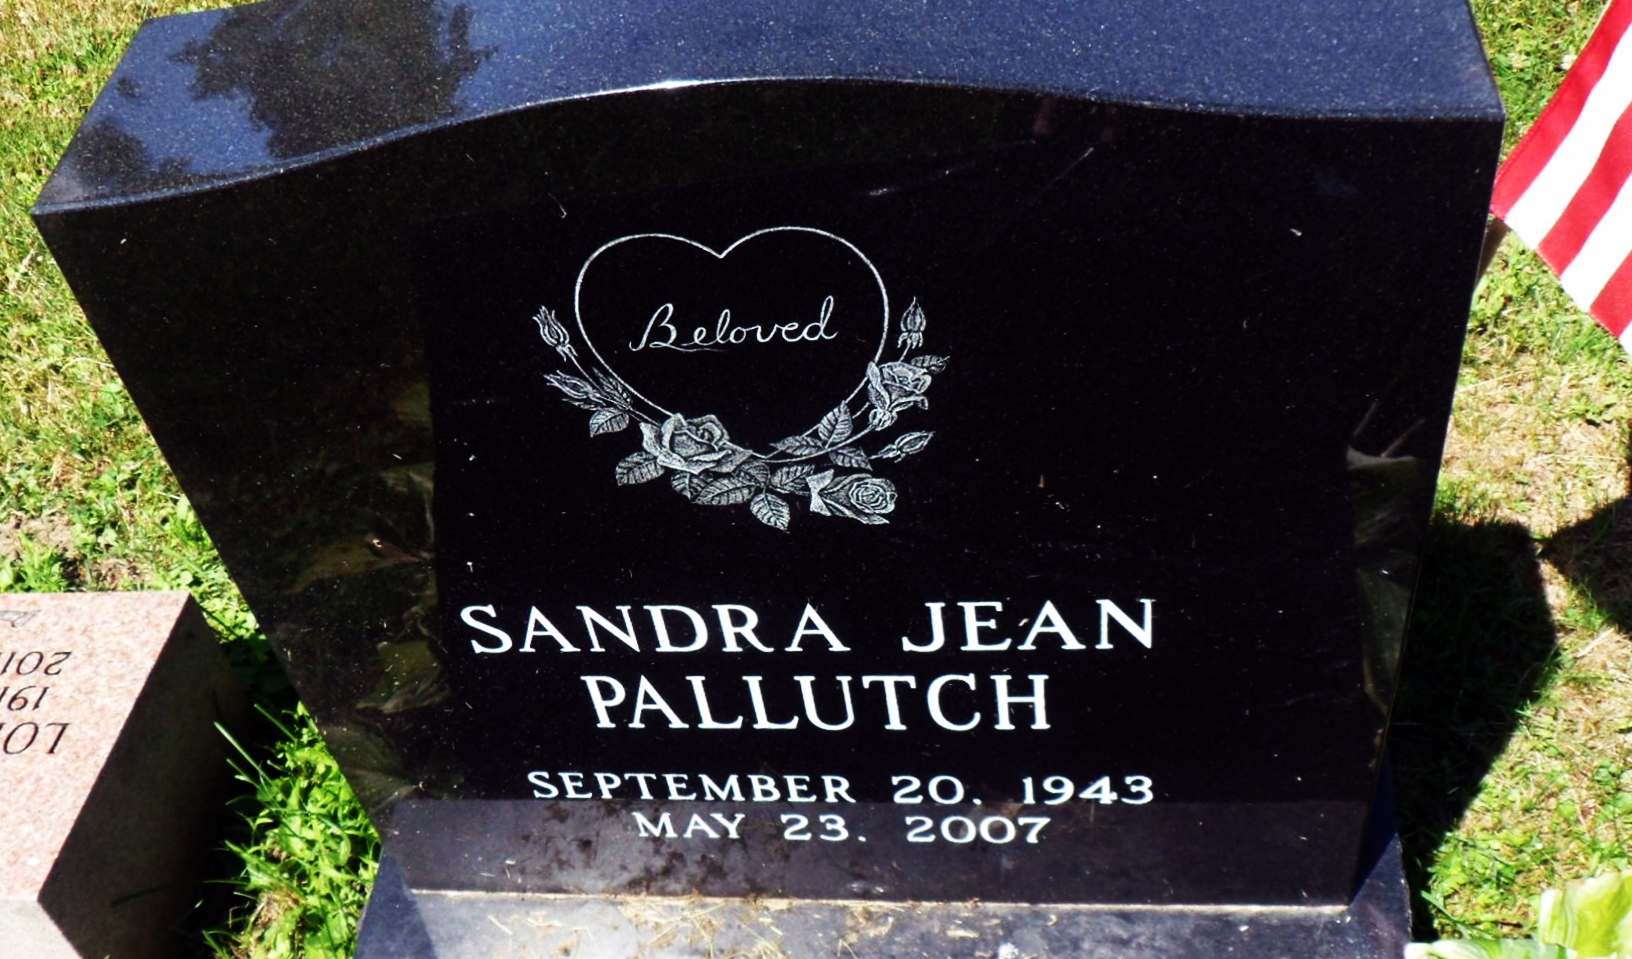 Beloved
SANDRA JEAN
PALLUTCH
SEPTEMBER 20, 1943
MAY 23, 2007